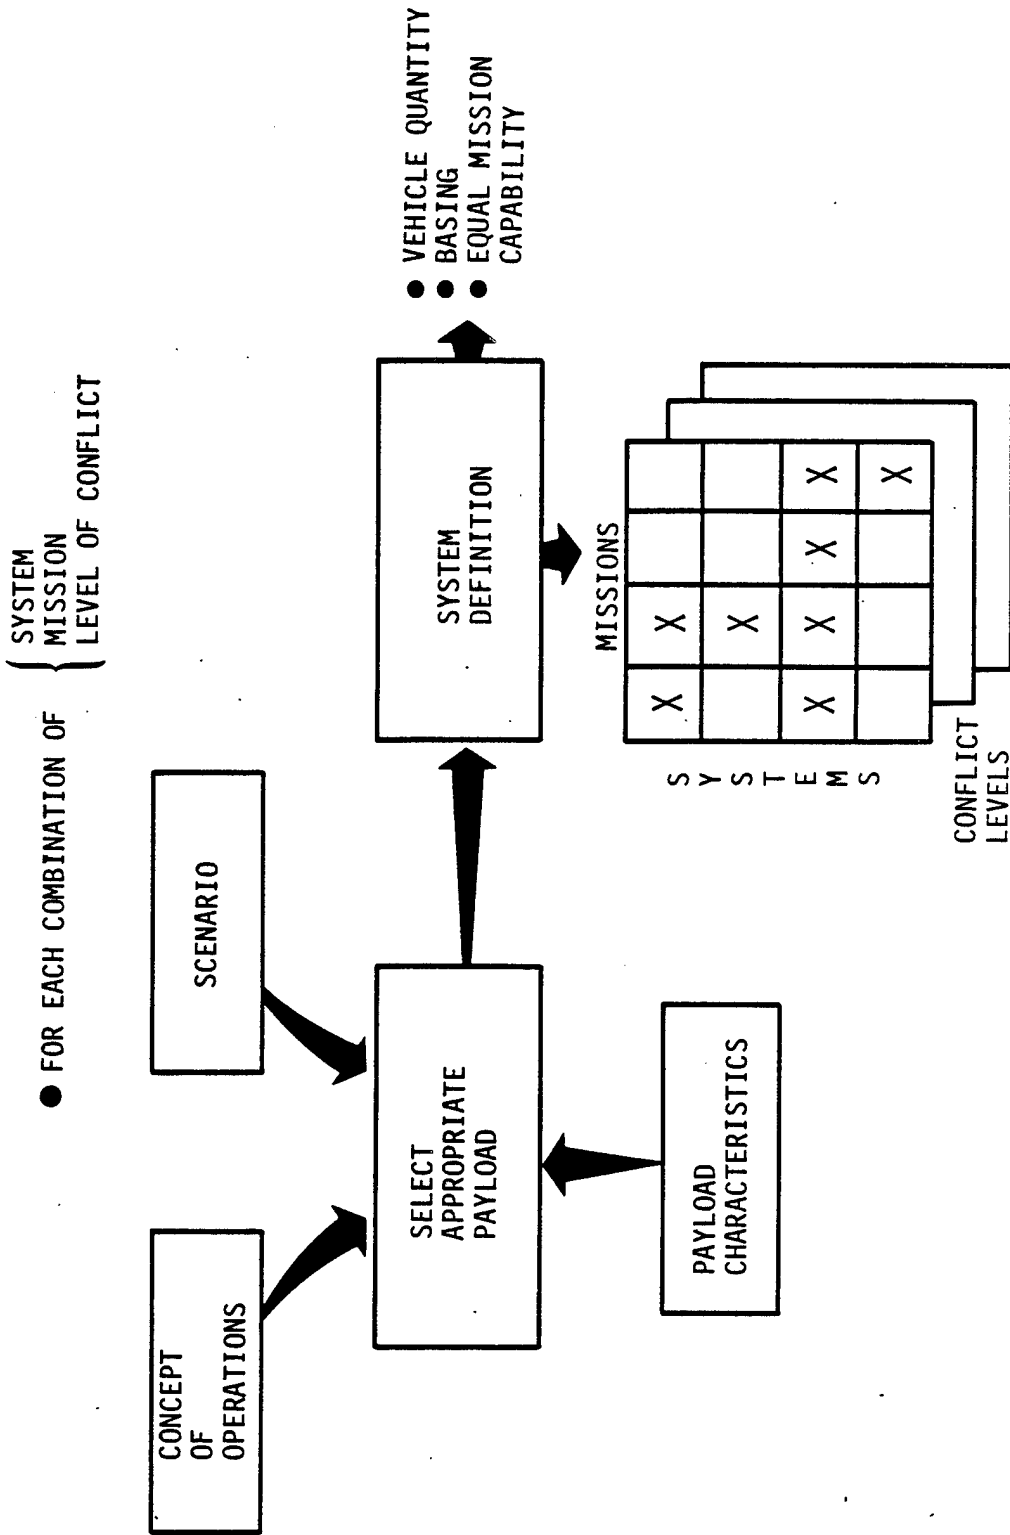 ● FOR EACH COMBINATION OF
SYSTEM
MISSION
LEVEL OF CONFLICT
CONCEPT
OF
OPERATIONS
SCENARIO
SELECT
APPROPRIATE
PAYLOAD
SYSTEM
DEFINITION
● VEHICLE QUANTITY
● BASING
● EQUAL MISSION
CAPABILITY
PAYLOAD
CHARACTERISTICS
MISSIONS
SYSTEMS
X X
X
X X X X
X
CONFLICT
LEVELS